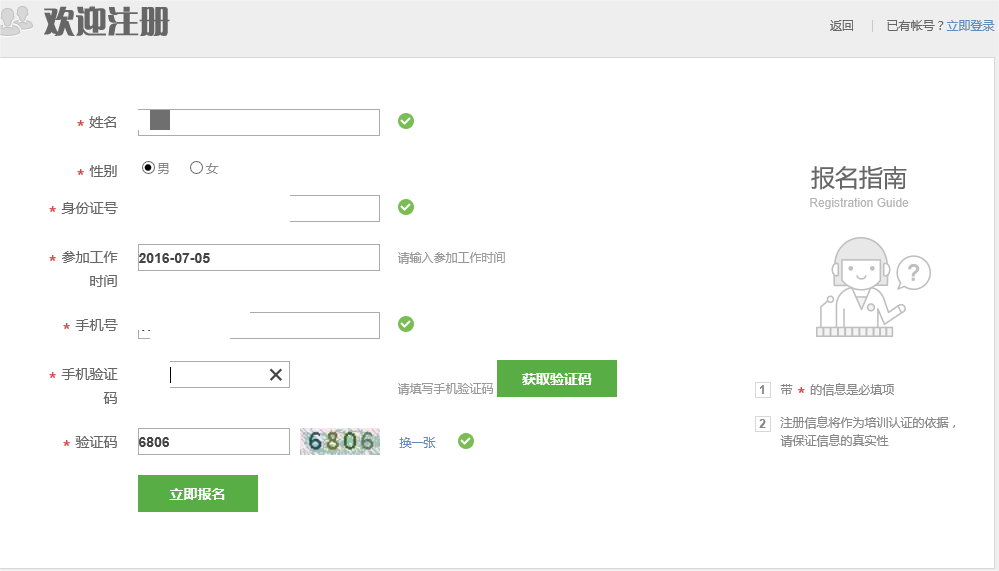 欢迎注册
返回 | 已有帐号？立即登录
* 姓名
* 性别 男 女
* 身份证号
* 参加工作时间 2016-07-05 请输入参加工作时间
* 手机号
* 手机验证码 请填写手机验证码 获取验证码
* 验证码 6806 6806 换一张
立即报名
报名指南
Registration Guide
?
1 带 * 的信息是必填项
2 注册信息将作为培训认证的依据，
请保证信息的真实性